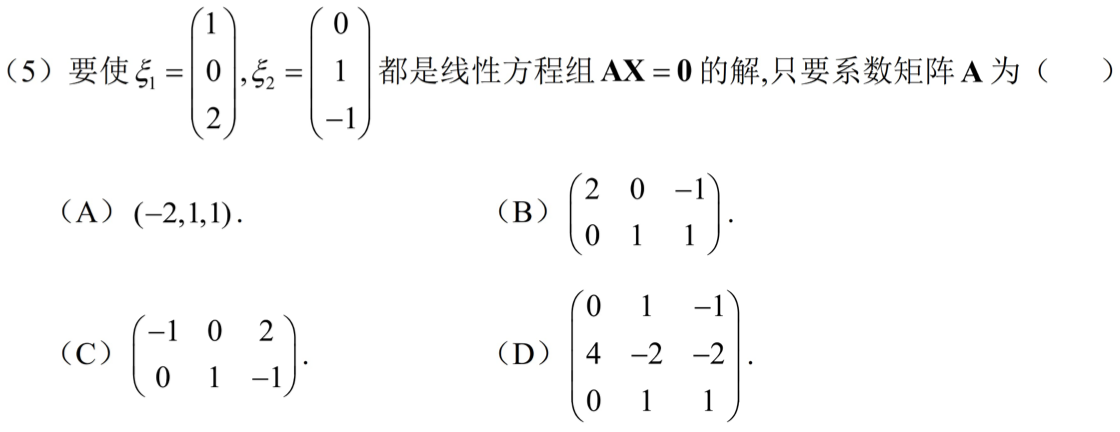 （5）要使 $\xi_1 = \begin{pmatrix} 1 \\ 0 \\ 2 \end{pmatrix}, \xi_2 = \begin{pmatrix} 0 \\ 1 \\ -1 \end{pmatrix}$ 都是线性方程组 $\mathbf{AX} = \mathbf{0}$ 的解,只要系数矩阵 $\mathbf{A}$ 为（　　）
（A）$(-2,1,1)$.　　（B）$\begin{pmatrix} 2 & 0 & -1 \\ 0 & 1 & 1 \end{pmatrix}$.
（C）$\begin{pmatrix} -1 & 0 & 2 \\ 0 & 1 & -1 \end{pmatrix}$.　　（D）$\begin{pmatrix} 0 & 1 & -1 \\ 4 & -2 & -2 \\ 0 & 1 & 1 \end{pmatrix}$.